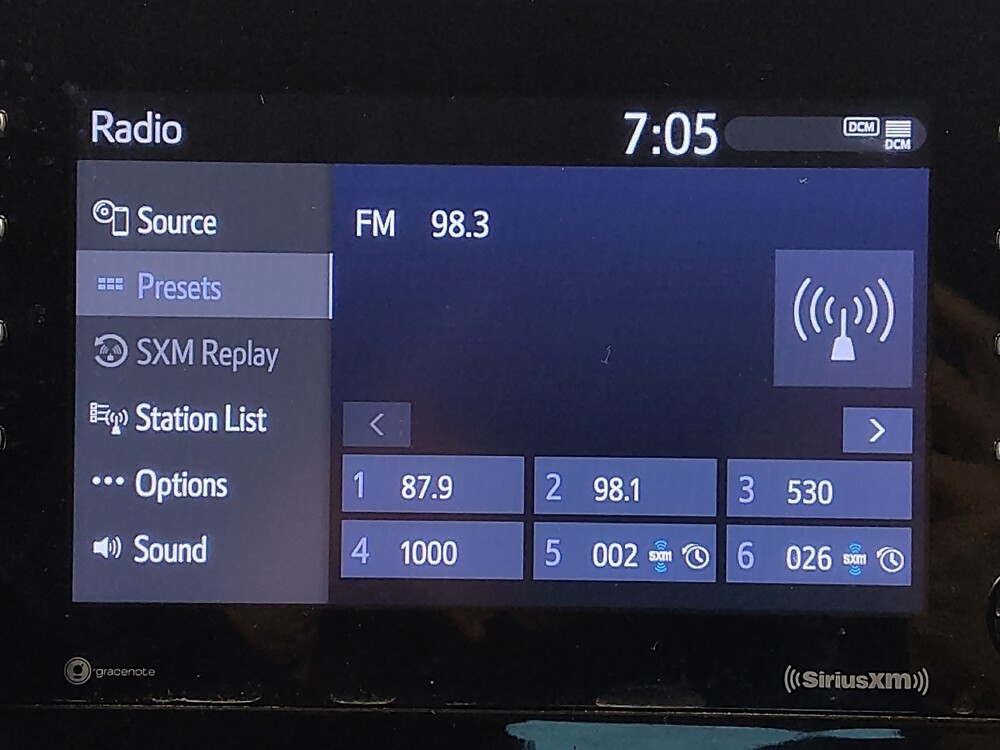 Radio
7:05
DCM
DCM
Source
Presets
SXM Replay
Station List
Options
Sound
FM 98.3
<
>
1 87.9
2 98.1
3 530
4 1000
5 002 sxm
6 026 sxm
gracenote
((SiriusXM))